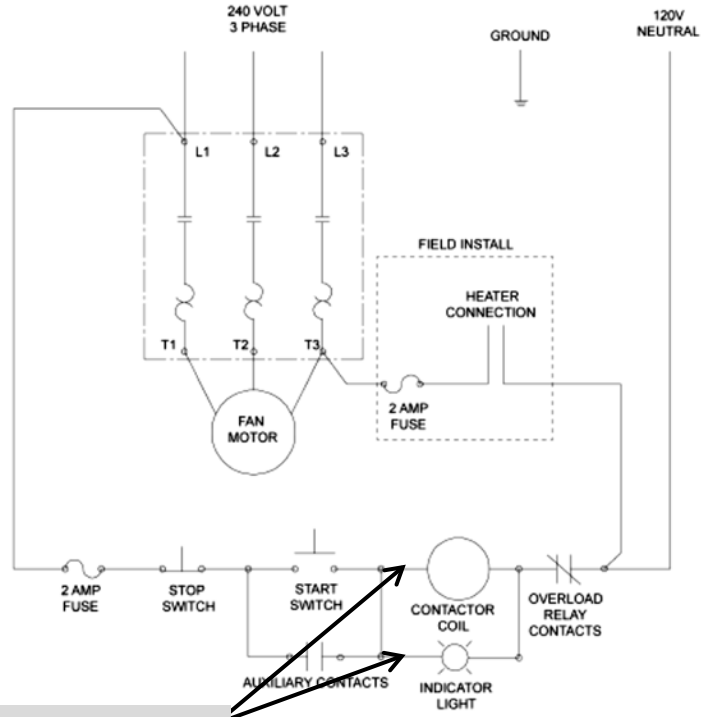 240 VOLT
3 PHASE
120V
NEUTRAL
GROUND
L1
L2
L3
FIELD INSTALL
HEATER
CONNECTION
T1
T2
T3
2 AMP
FUSE
FAN
MOTOR
2 AMP
FUSE
STOP
SWITCH
START
SWITCH
CONTACTOR
COIL
OVERLOAD
RELAY
CONTACTS
AUXILIARY CONTACTS
INDICATOR
LIGHT